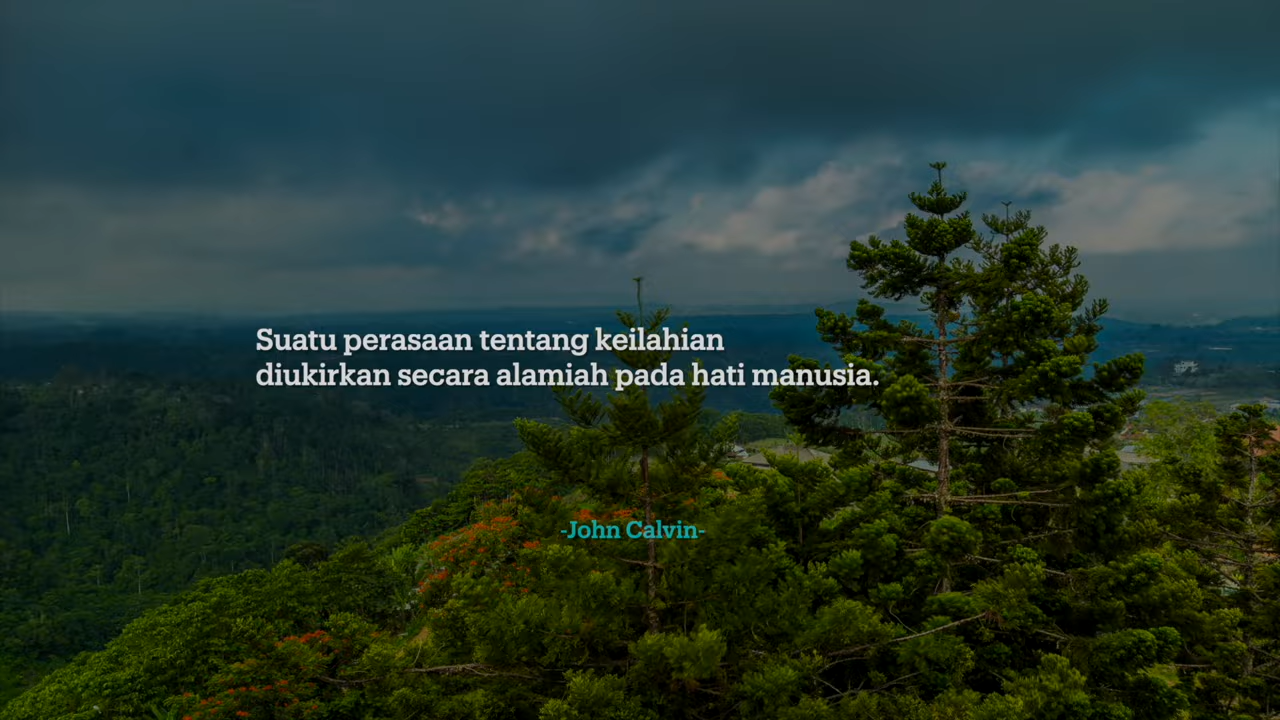 Suatu perasaan tentang keilahian
diukirkan secara alamiah pada hati manusia.
-John Calvin-